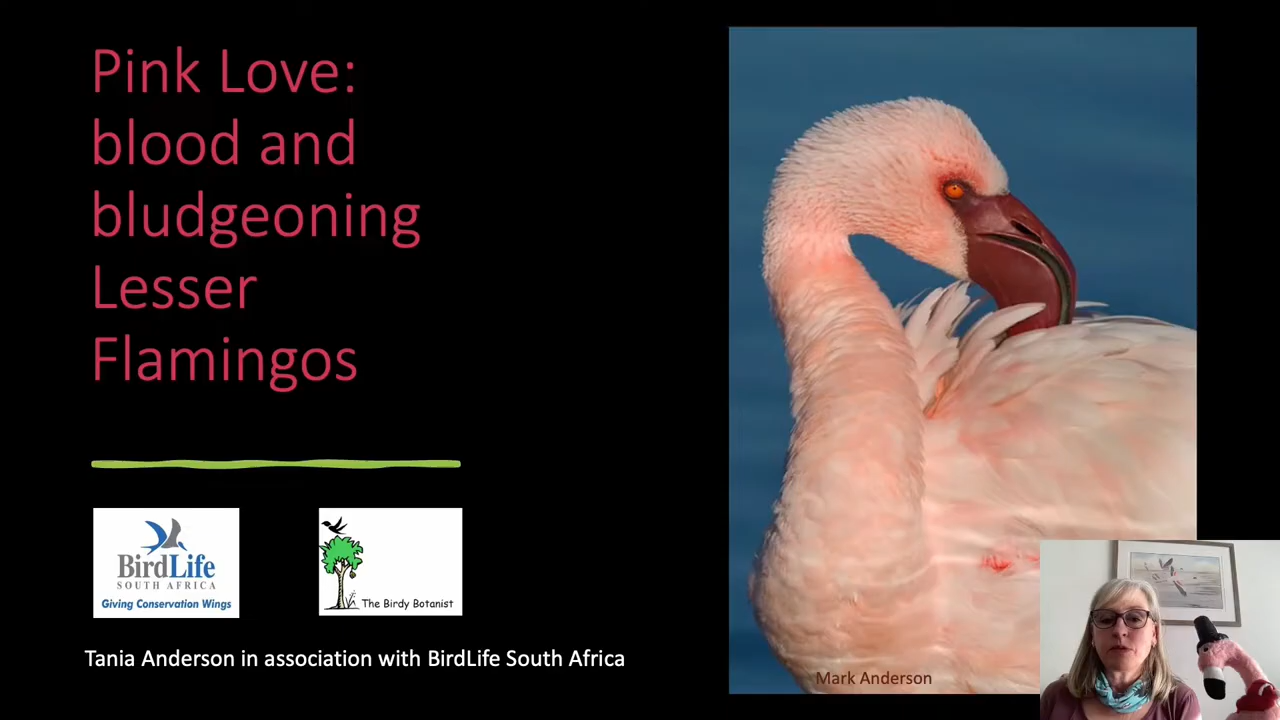 Pink Love:
blood and
bludgeoning
Lesser
Flamingos
BirdLife
SOUTH AFRICA
Giving Conservation Wings
The Birdy Botanist
Tania Anderson in association with BirdLife South Africa
Mark Anderson